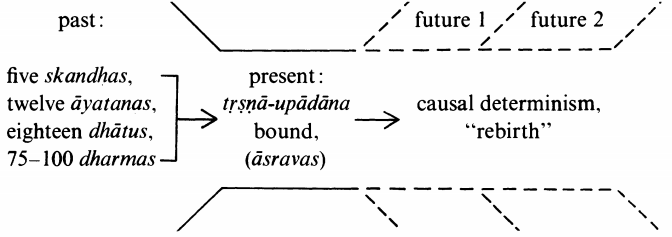 past:
future 1
future 2
five skandhas,
twelve āyatanas,
eighteen dhātus,
75–100 dharmas
present:
tṛṣṇā-upādāna
bound,
(āsravas)
causal determinism,
“rebirth”